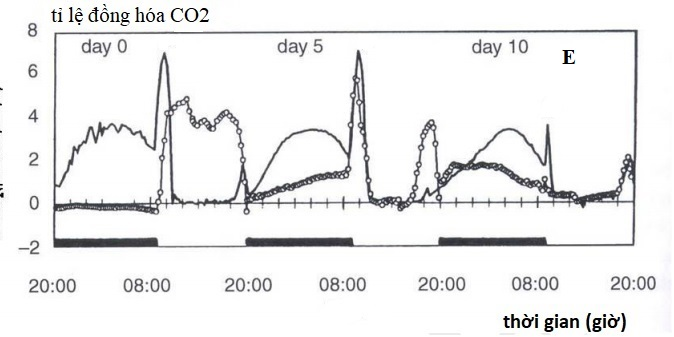 tỉ lệ đồng hóa CO2
8
6
4
2
0
−2
day 0
day 5
day 10
E
20:00
08:00
20:00
08:00
20:00
08:00
20:00
thời gian (giờ)